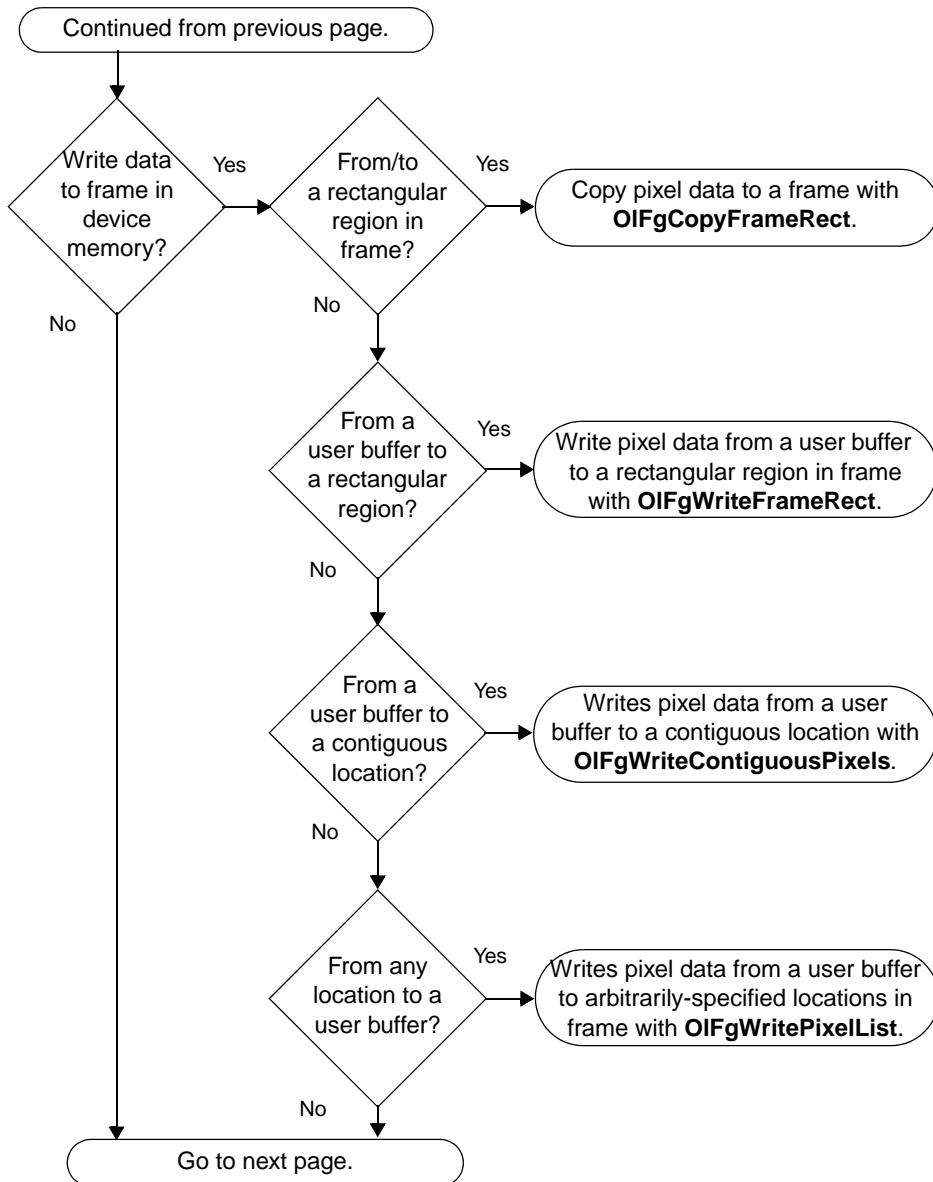 Continued from previous page.
Write data
to frame in
device
memory?
Yes
From/to
a rectangular
region in
frame?
Yes
Copy pixel data to a frame with
OlFgCopyFrameRect.
No
No
From a
user buffer to
a rectangular
region?
Yes
Write pixel data from a user buffer
to a rectangular region in frame
with OlFgWriteFrameRect.
No
From a
user buffer to
a contiguous
location?
Yes
Writes pixel data from a user
buffer to a contiguous location with
OlFgWriteContiguousPixels.
No
From any
location to a
user buffer?
Yes
Writes pixel data from a user buffer
to arbitrarily-specified locations in
frame with OlFgWritePixelList.
No
Go to next page.